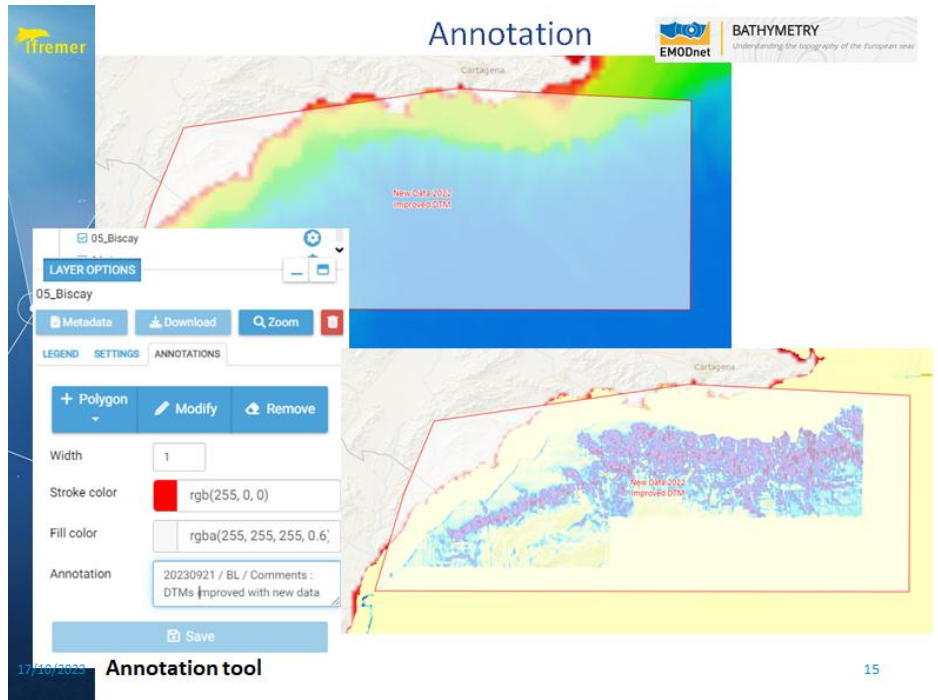 Ifremer
Annotation
EMODnet
BATHYMETRY
Understanding the topography of the European seas
Cartagena
New Data 2022
improved DTM
05_Biscay
LAYER OPTIONS
05_Biscay
Metadata
Download
Zoom
LEGEND
SETTINGS
ANNOTATIONS
+ Polygon
Modify
Remove
Width
1
Stroke color
rgb(255, 0, 0)
Fill color
rgba(255, 255, 255, 0.6)
Annotation
20230921 / BL / Comments :
DTMs improved with new data
Save
Cartagena
New Data 2022
improved DTM
17/10/2023
Annotation tool
15